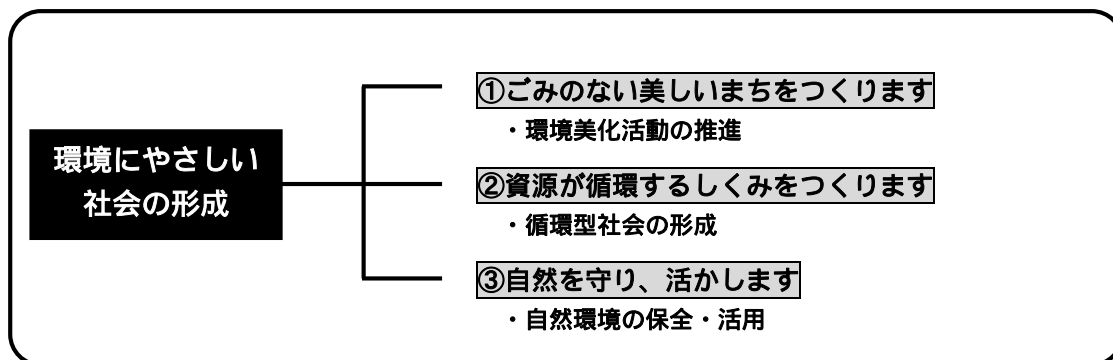 環境にやさしい
社会の形成
①ごみのない美しいまちをつくります
・環境美化活動の推進
②資源が循環するしくみをつくります
・循環型社会の形成
③自然を守り、活かします
・自然環境の保全・活用